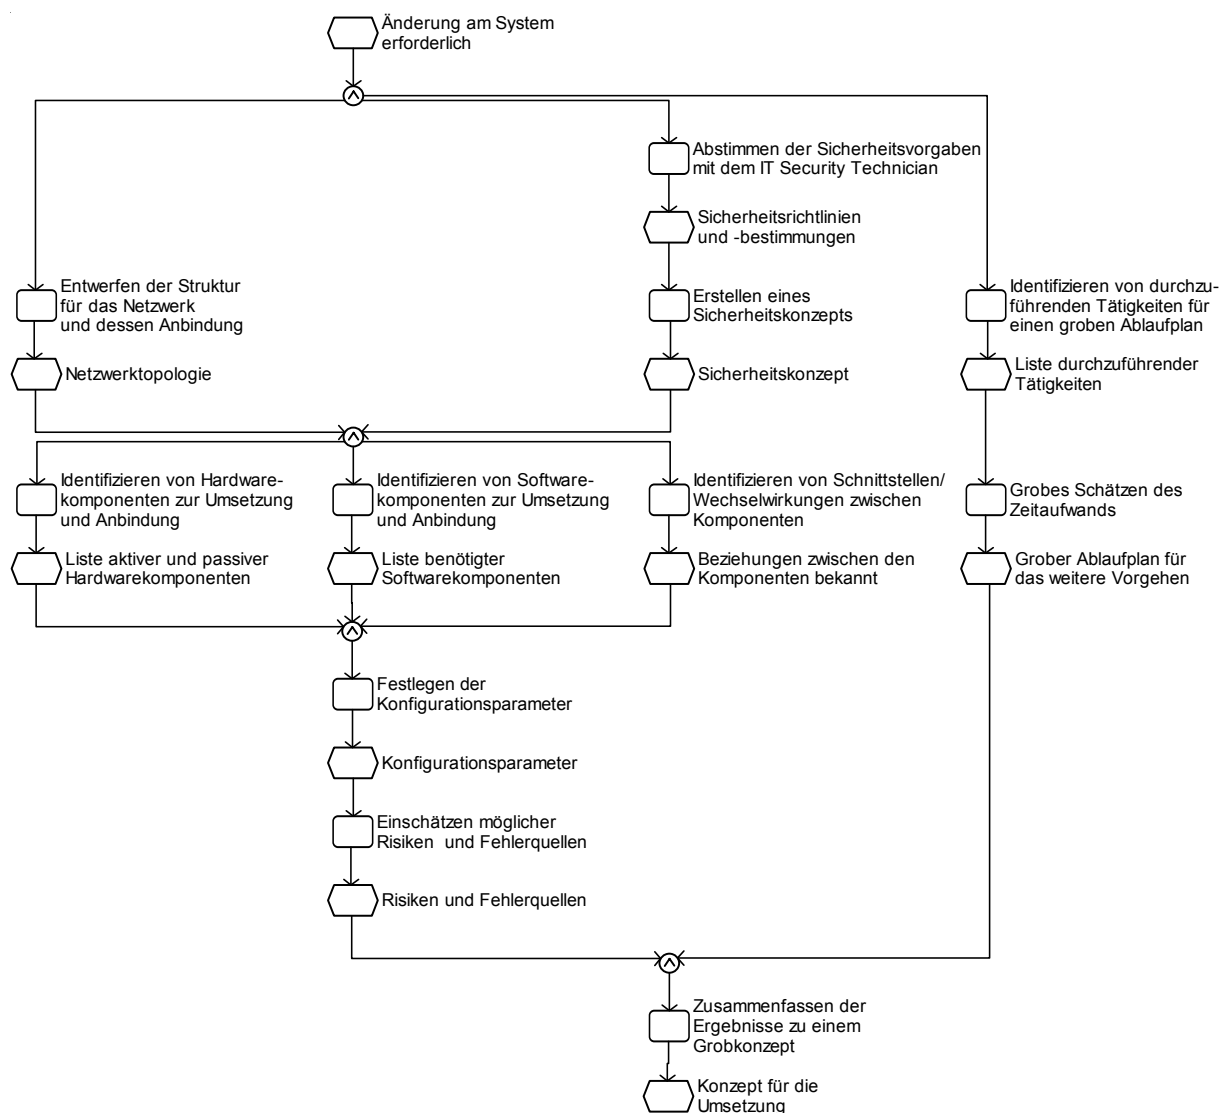 Änderung am System
erforderlich
Abstimmen der Sicherheitsvorgaben
mit dem IT Security Technician
Sicherheitsrichtlinien
und -bestimmungen
Entwerfen der Struktur
für das Netzwerk
und dessen Anbindung
Erstellen eines
Sicherheitskonzepts
Identifizieren von durchzu-
führenden Tätigkeiten für
einen groben Ablaufplan
Netzwerktopologie
Sicherheitskonzept
Liste durchzuführender
Tätigkeiten
Identifizieren von Hardware-
komponenten zur Umsetzung
und Anbindung
Identifizieren von Software-
komponenten zur Umsetzung
und Anbindung
Identifizieren von Schnittstellen/
Wechselwirkungen zwischen
Komponenten
Grobes Schätzen des
Zeitaufwands
Liste aktiver und passiver
Hardwarekomponenten
Liste benötigter
Softwarekomponenten
Beziehungen zwischen den
Komponenten bekannt
Grober Ablaufplan für
das weitere Vorgehen
Festlegen der
Konfigurationsparameter
Konfigurationsparameter
Einschätzen möglicher
Risiken und Fehlerquellen
Risiken und Fehlerquellen
Zusammenfassen der
Ergebnisse zu einem
Grobkonzept
Konzept für die
Umsetzung